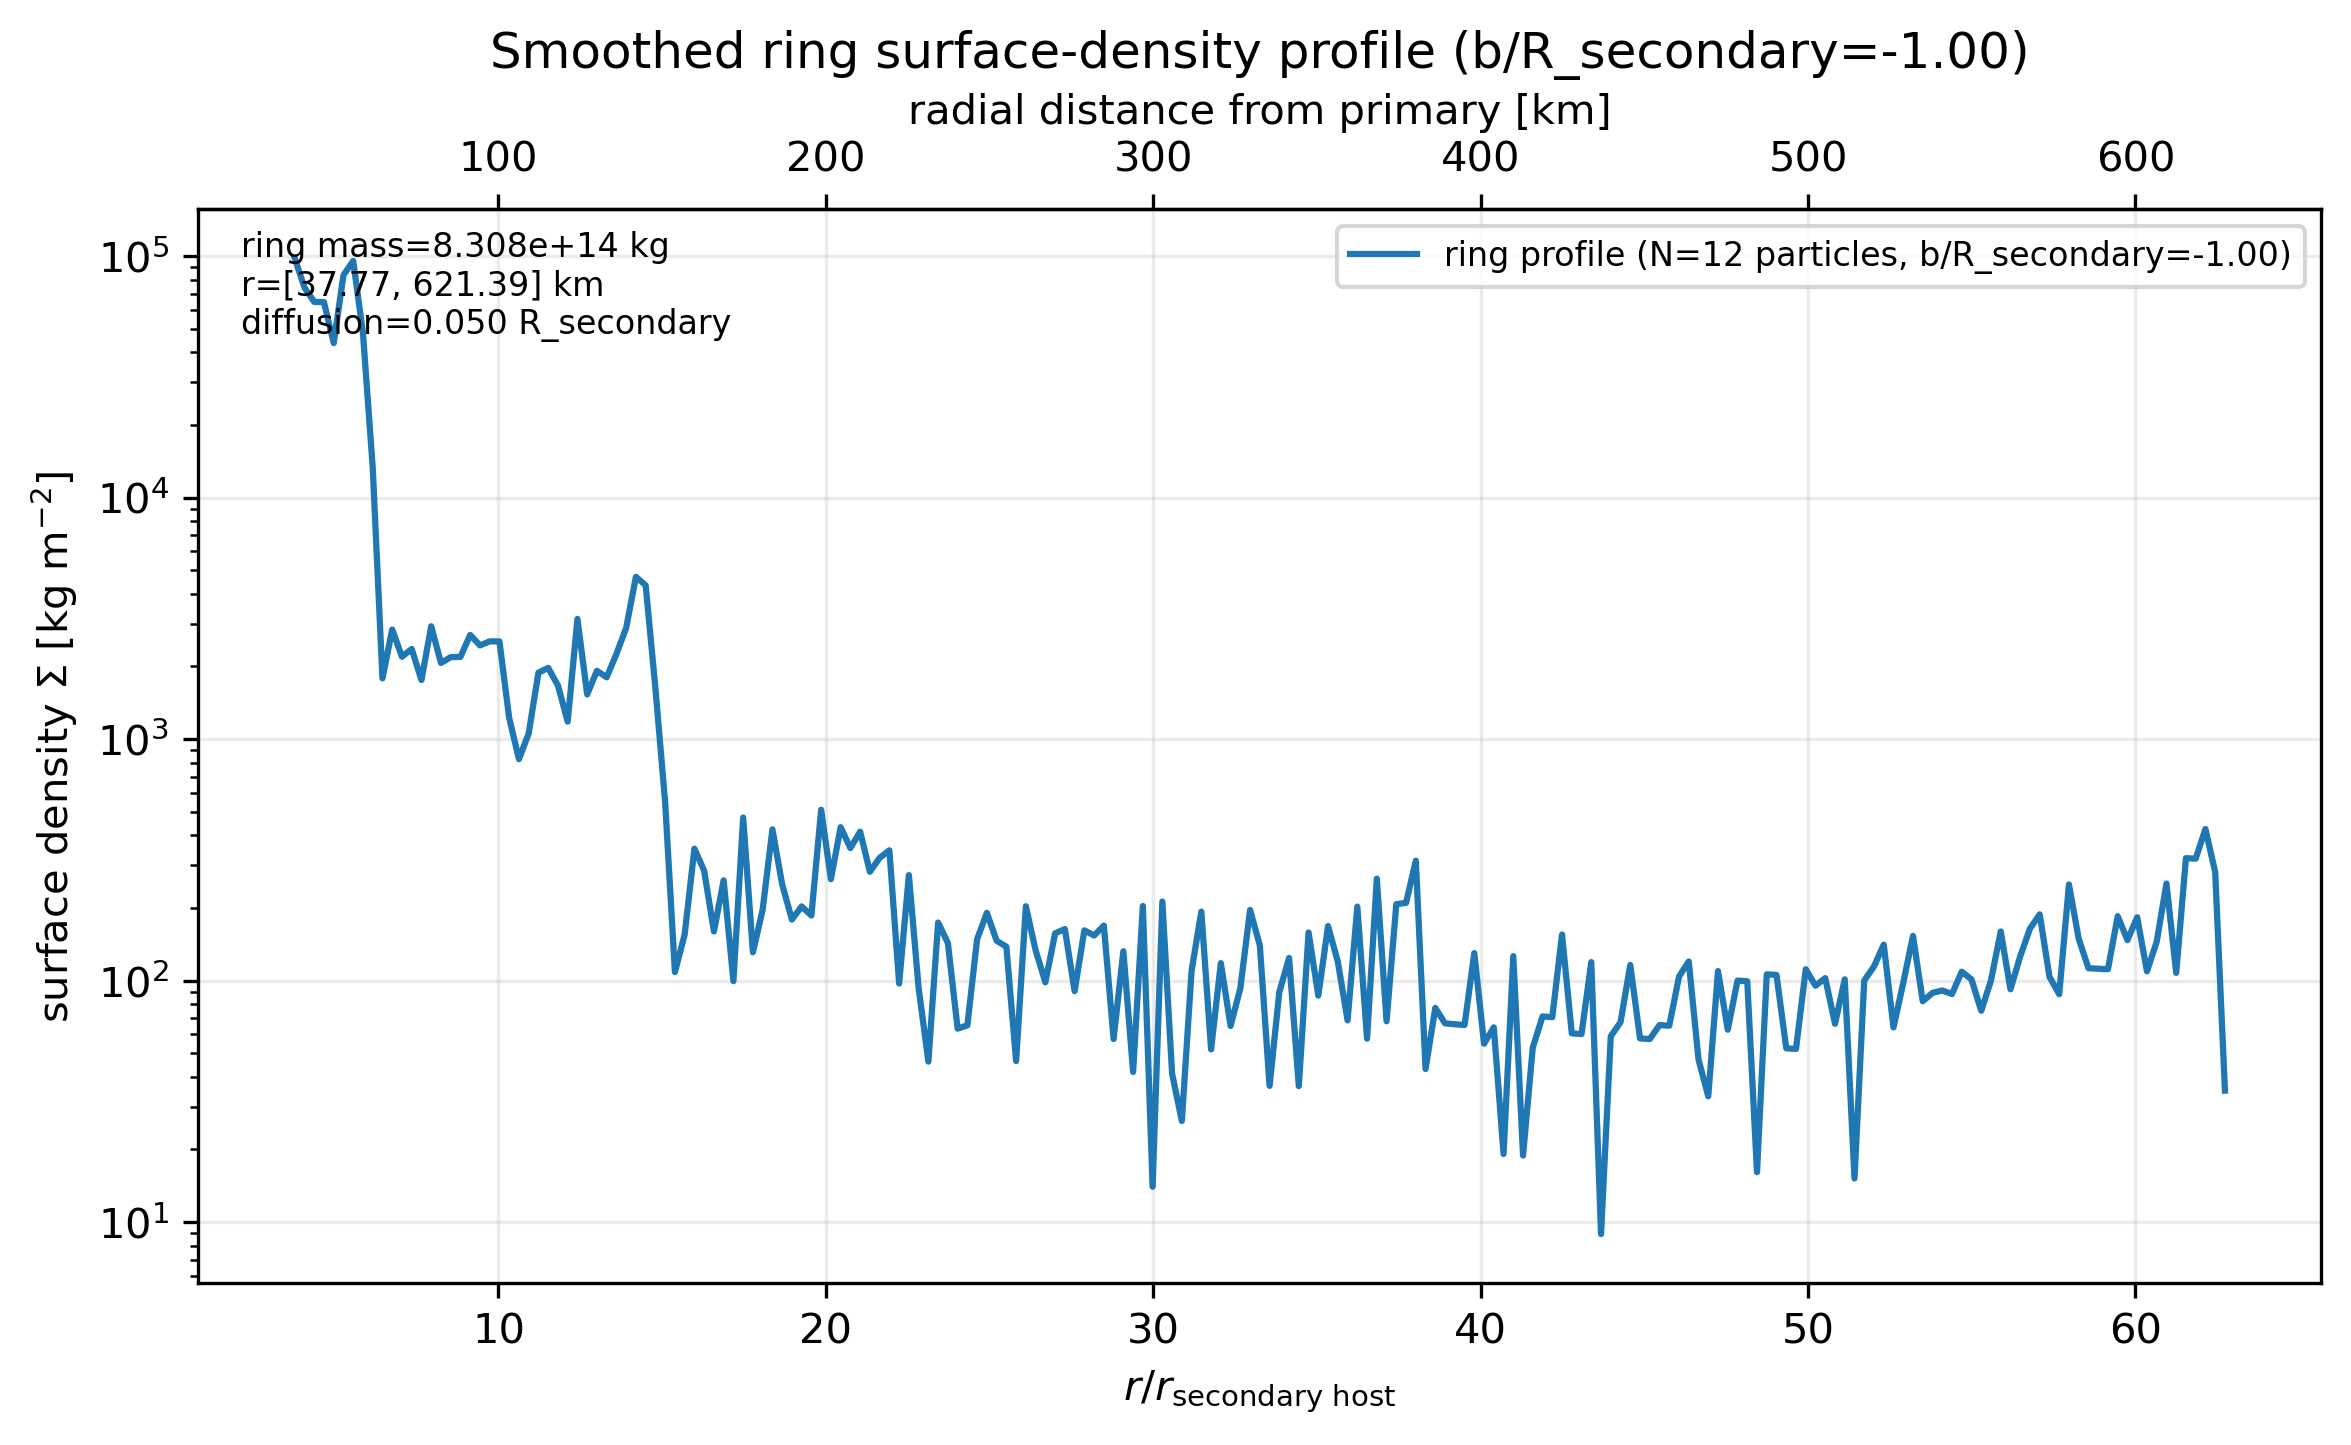 Smoothed ring surface-density profile (b/R_secondary=-1.00)
radial distance from primary [km]
100 200 300 400 500 600
ring mass=8.308e+14 kg
r=[37.77, 621.39] km
diffusion=0.050 R_secondary
ring profile (N=12 particles, b/R_secondary=-1.00)
surface density Σ [kg m⁻²]
10⁵
10⁴
10³
10²
10¹
10 20 30 40 50 60
r/r_secondary host